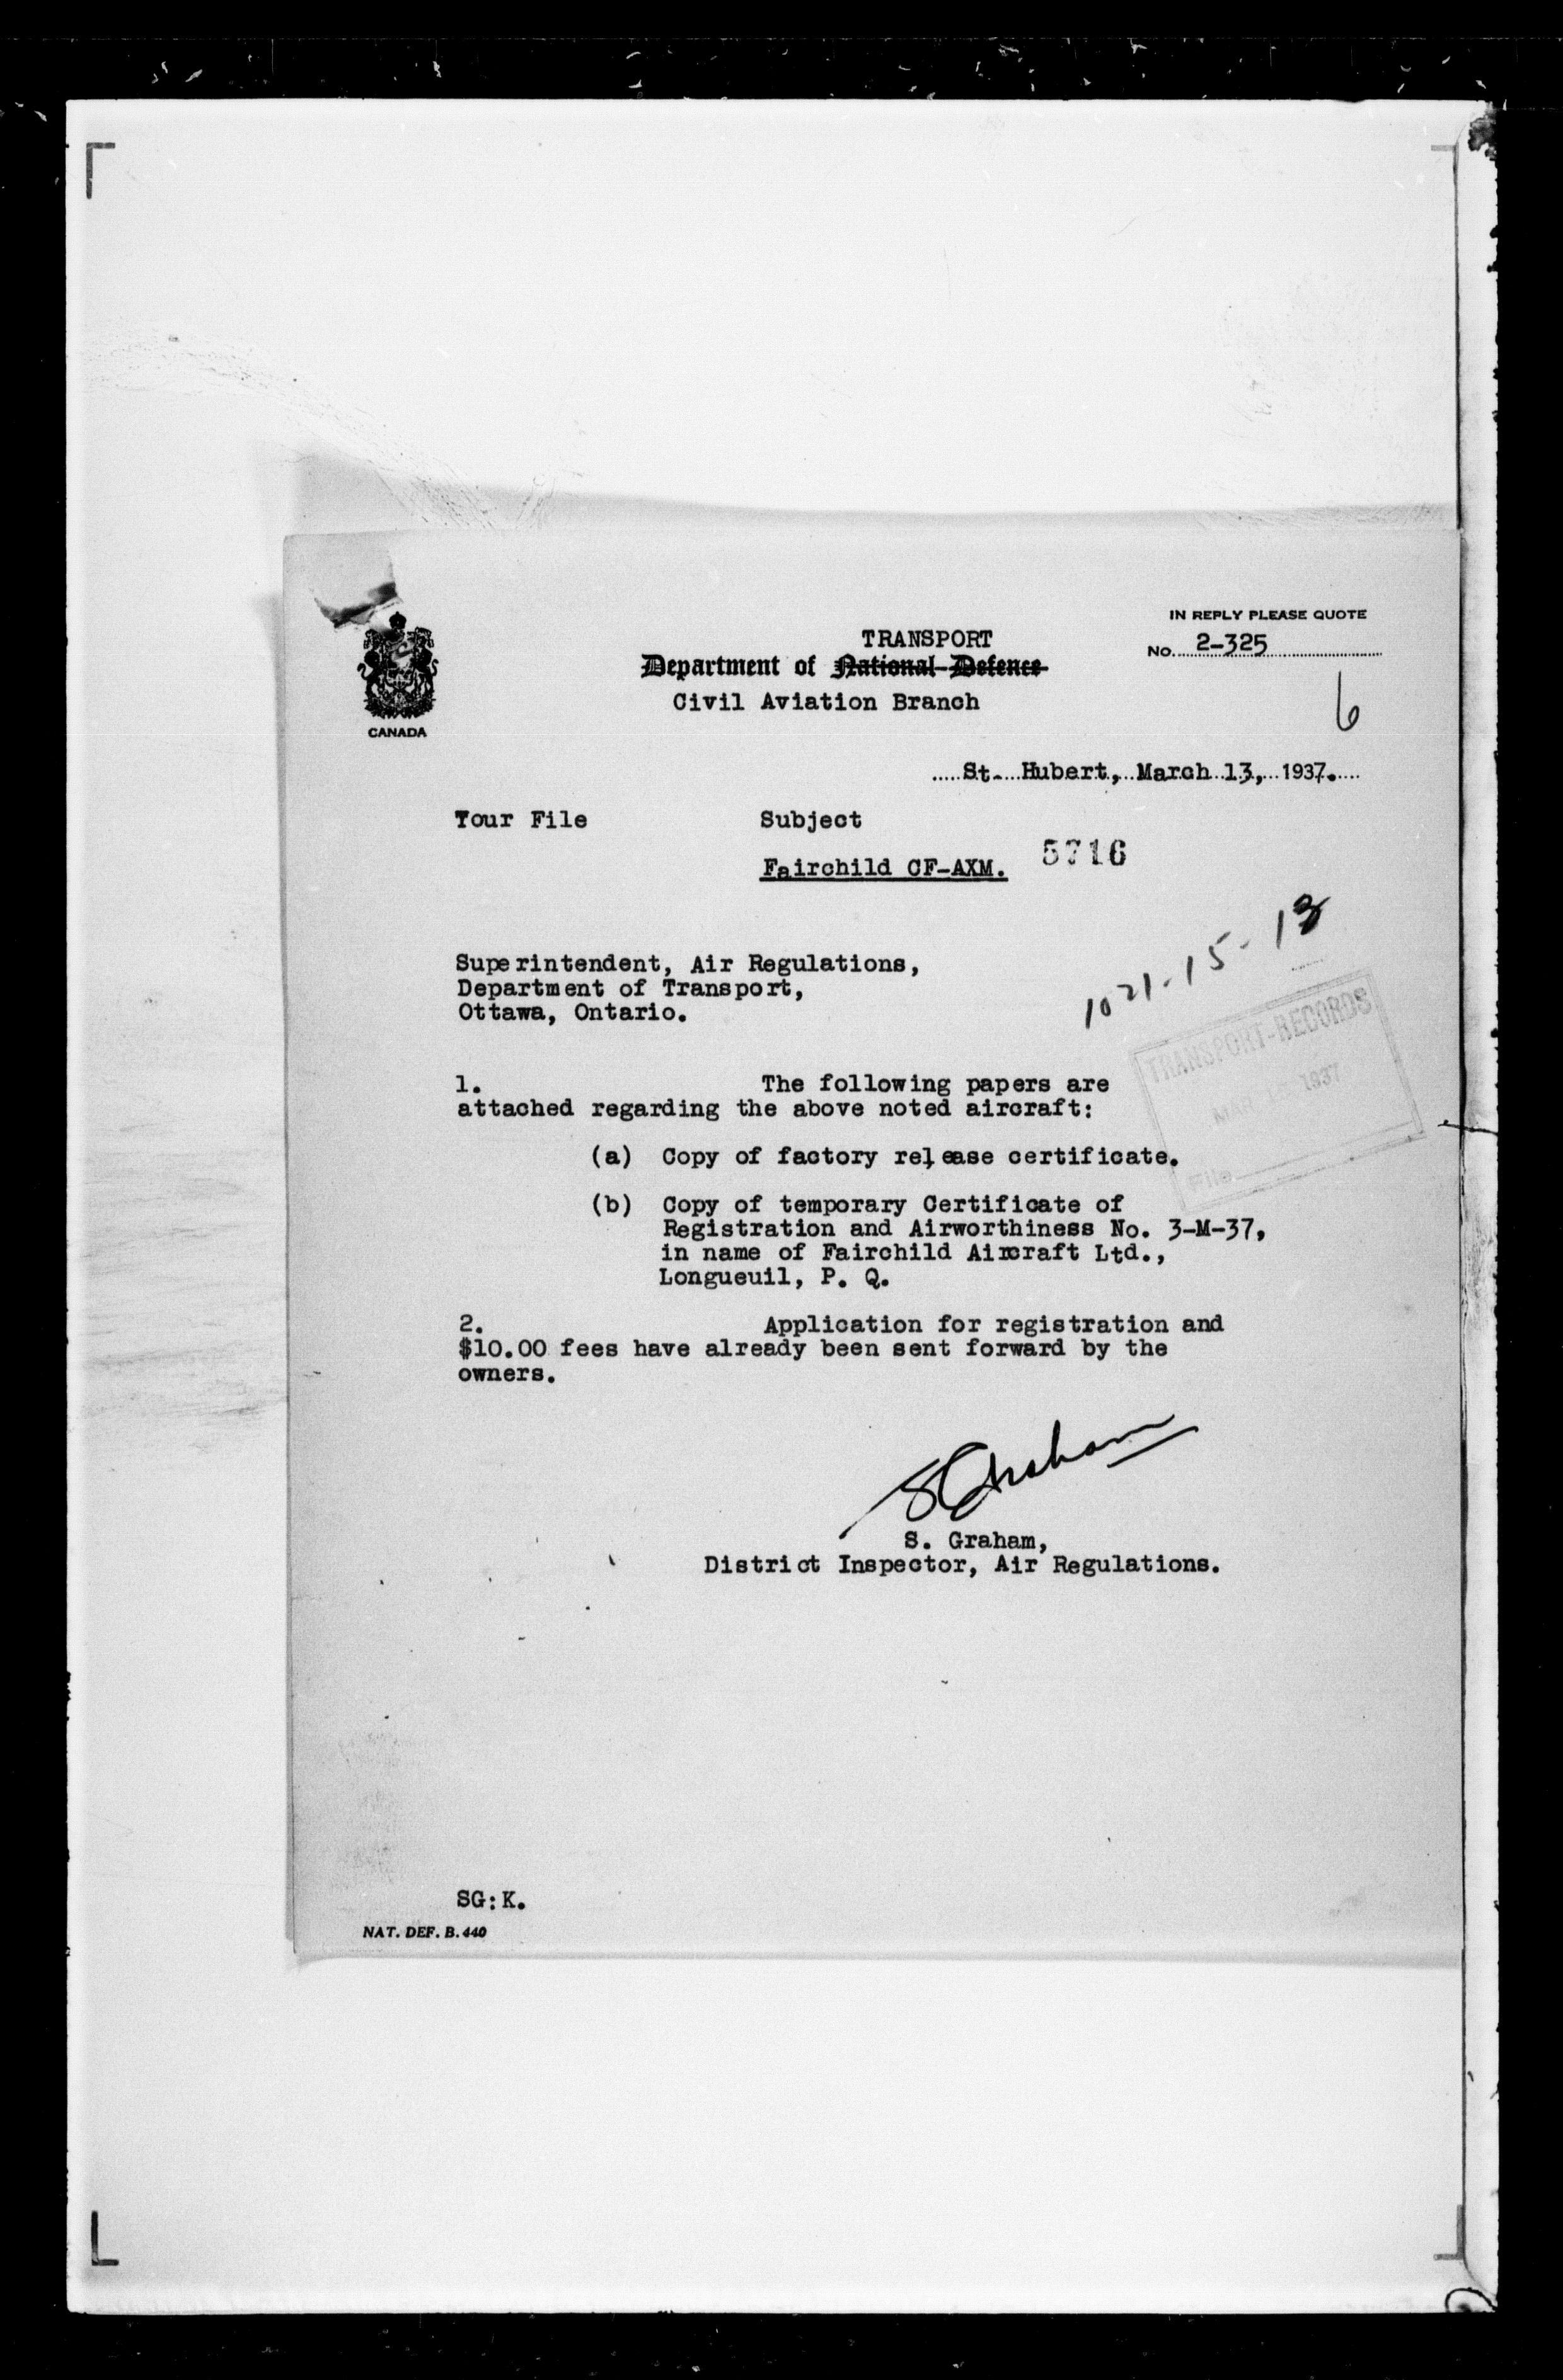 IN REPLY PLEASE QUOTE
No. 2-325
TRANSPORT
Department of National Defence
Civil Aviation Branch
CANADA
6
St. Hubert, March 13, 1937.
Your File Subject
Fairchild CF-AXM. 5716
1021-15-13
Superintendent, Air Regulations,
Department of Transport,
Ottawa, Ontario.
TRANSPORT-RECORDS
MAR 1937
File
1. The following papers are
attached regarding the above noted aircraft:
(a) Copy of factory release certificate.
(b) Copy of temporary Certificate of
Registration and Airworthiness No. 3-M-37,
in name of Fairchild Aircraft Ltd.,
Longueuil, P. Q.
2. Application for registration and
$10.00 fees have already been sent forward by the
owners.
S Graham
S. Graham,
District Inspector, Air Regulations.
SG:K.
NAT. DEF. B. 440